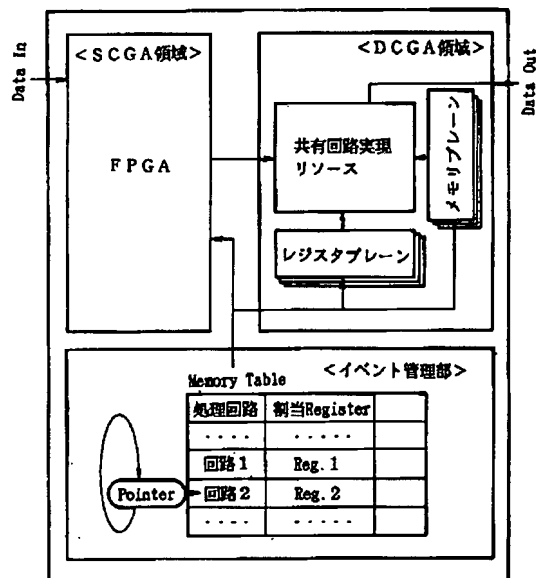 <SCGA領域>
<DCGA領域>
Data In
Data Out
FPGA
共有回路実現
リソース
メモリプレーン
レジスタプレーン
<イベント管理部>
Memory Table
処理回路 割当Register
.... .....
回路1 Reg.1
Pointer 回路2 Reg.2
.... .....